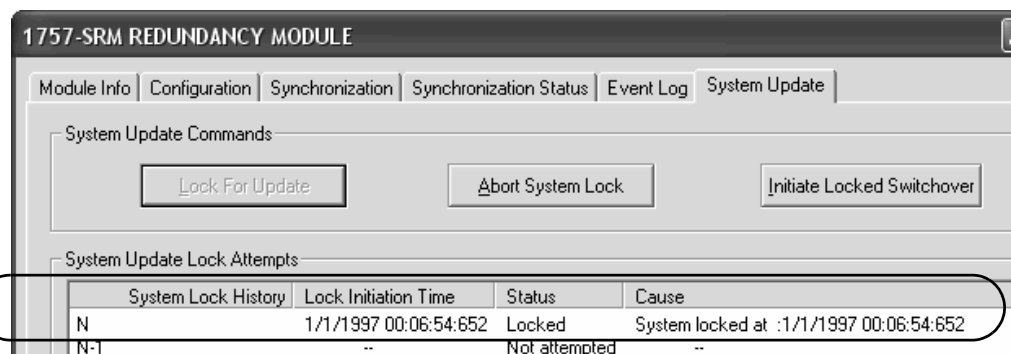 1757-SRM REDUNDANCY MODULE
Module Info Configuration Synchronization Synchronization Status Event Log System Update
System Update Commands
Lock For Update Abort System Lock Initiate Locked Switchover
System Update Lock Attempts
System Lock History Lock Initiation Time Status Cause
N 1/1/1997 00:06:54:652 Locked System locked at :1/1/1997 00:06:54:652
N-1 -- Not attempted --